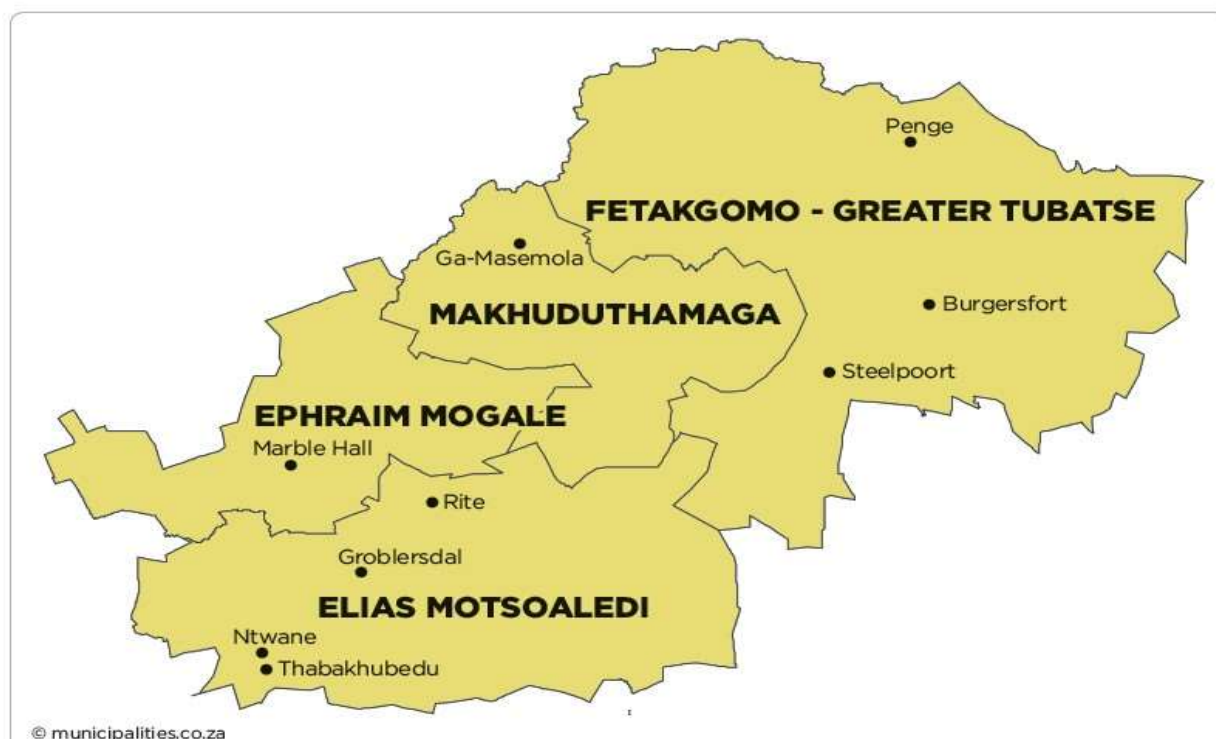 Penge
FETAKGOMO - GREATER TUBATSE
Ga-Masemola
MAKHUDUTHAMAGA
Burgersfort
Steelpoort
EPHRAIM MOGALE
Marble Hall
Rite
Groblersdal
ELIAS MOTSOALEDI
Ntwane
Thabakhubedu
© municipalities.co.za